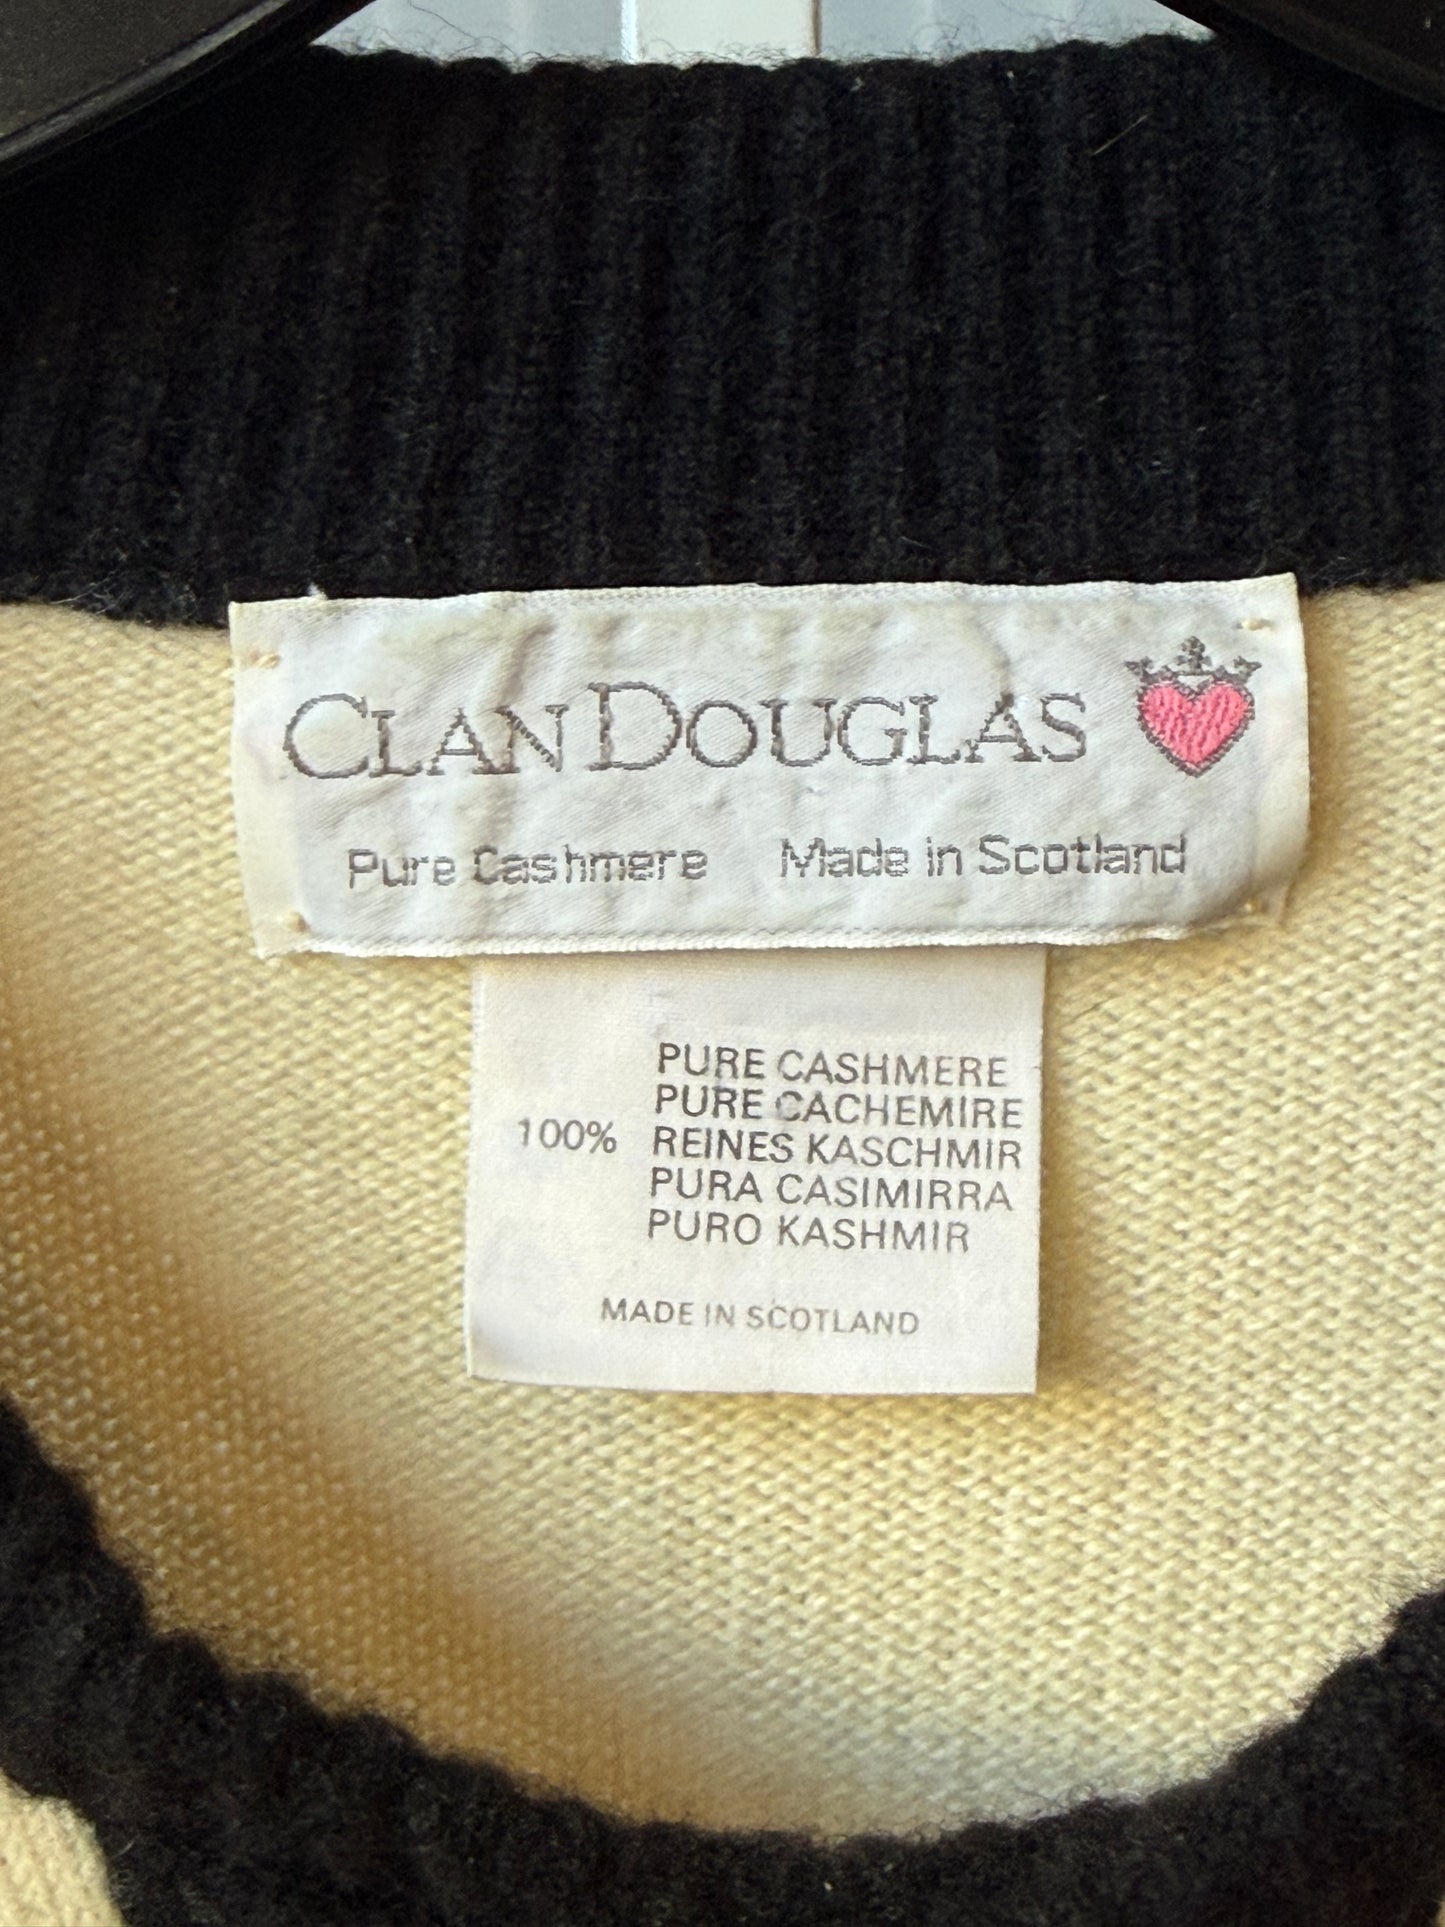 CLAN DOUGLAS
Pure Cashmere Made in Scotland
PURE CASHMERE
PURE CACHEMIRE
100% REINES KASCHMIR
PURA CASIMIRRA
PURO KASHMIR
MADE IN SCOTLAND